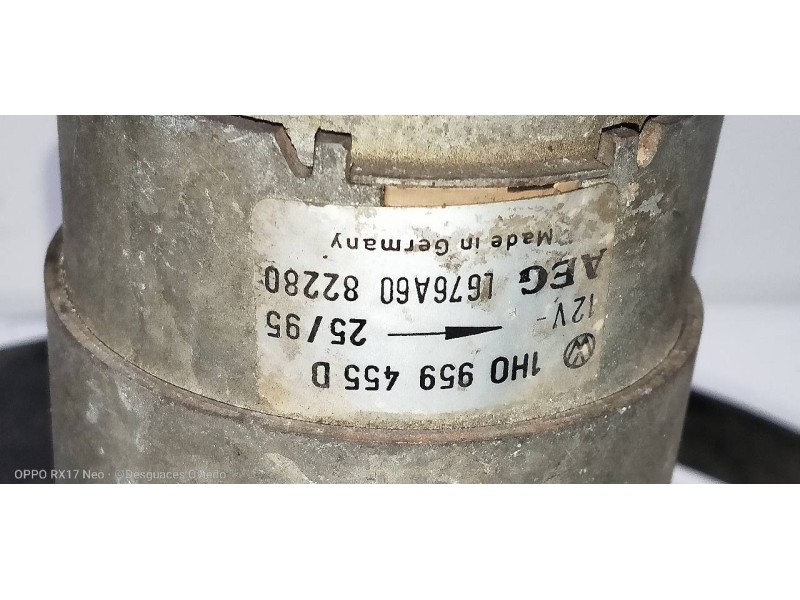 1H0 959 455 D
12V- 25/95
AEG L676A60 82280
Made in Germany
OPPO RX17 Neo · ©Desguaces Oviedo